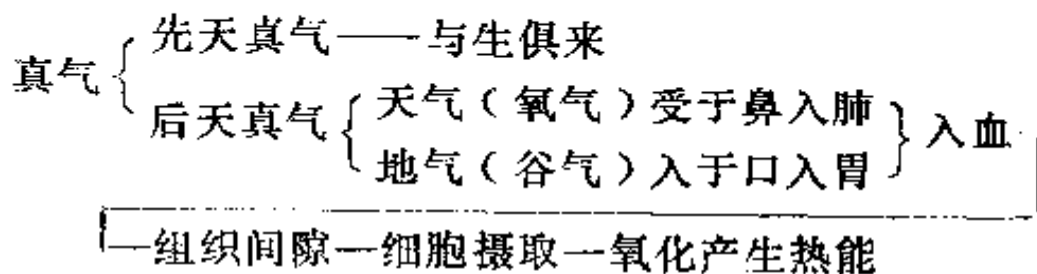 真气
先天真气——与生俱来
后天真气
天气（氧气）受于鼻入肺
地气（谷气）入于口入胃
入血
—组织间隙—细胞摄取—氧化产生热能